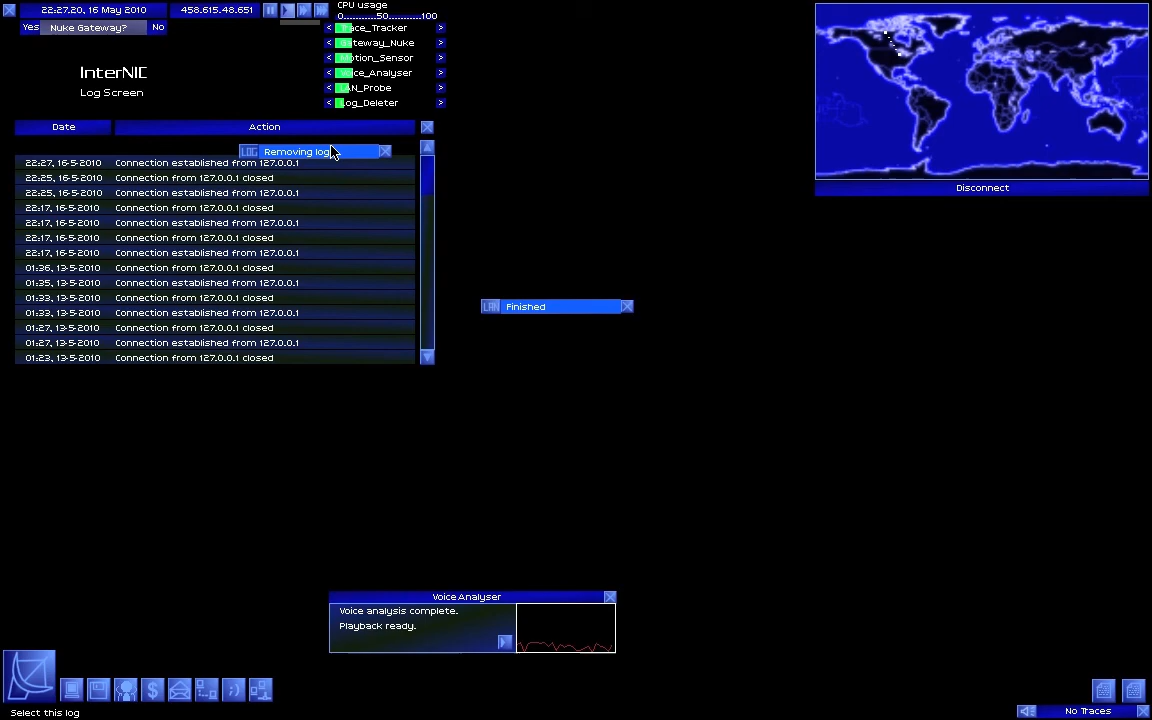 22:27.20, 16 May 2010
458.615.48.651
CPU usage
0............50...........100
Yes
Nuke Gateway?
No
< Trace_Tracker >
< Gateway_Nuke >
< Motion_Sensor >
< Voice_Analyser >
< LAN_Probe >
< Log_Deleter >
InterNIC
Log Screen
Date
Action
LOG
Removing log
22:27, 16-5-2010 Connection established from 127.0.0.1
22:25, 16-5-2010 Connection from 127.0.0.1 closed
22:25, 16-5-2010 Connection established from 127.0.0.1
22:17, 16-5-2010 Connection from 127.0.0.1 closed
22:17, 16-5-2010 Connection established from 127.0.0.1
22:17, 16-5-2010 Connection from 127.0.0.1 closed
22:17, 16-5-2010 Connection established from 127.0.0.1
01:36, 13-5-2010 Connection from 127.0.0.1 closed
01:35, 13-5-2010 Connection established from 127.0.0.1
01:33, 13-5-2010 Connection from 127.0.0.1 closed
01:33, 13-5-2010 Connection established from 127.0.0.1
01:27, 13-5-2010 Connection from 127.0.0.1 closed
01:27, 13-5-2010 Connection established from 127.0.0.1
01:23, 13-5-2010 Connection from 127.0.0.1 closed
Disconnect
LAN
Finished
Voice Analyser
Voice analysis complete.
Playback ready.
Select this log
No Traces